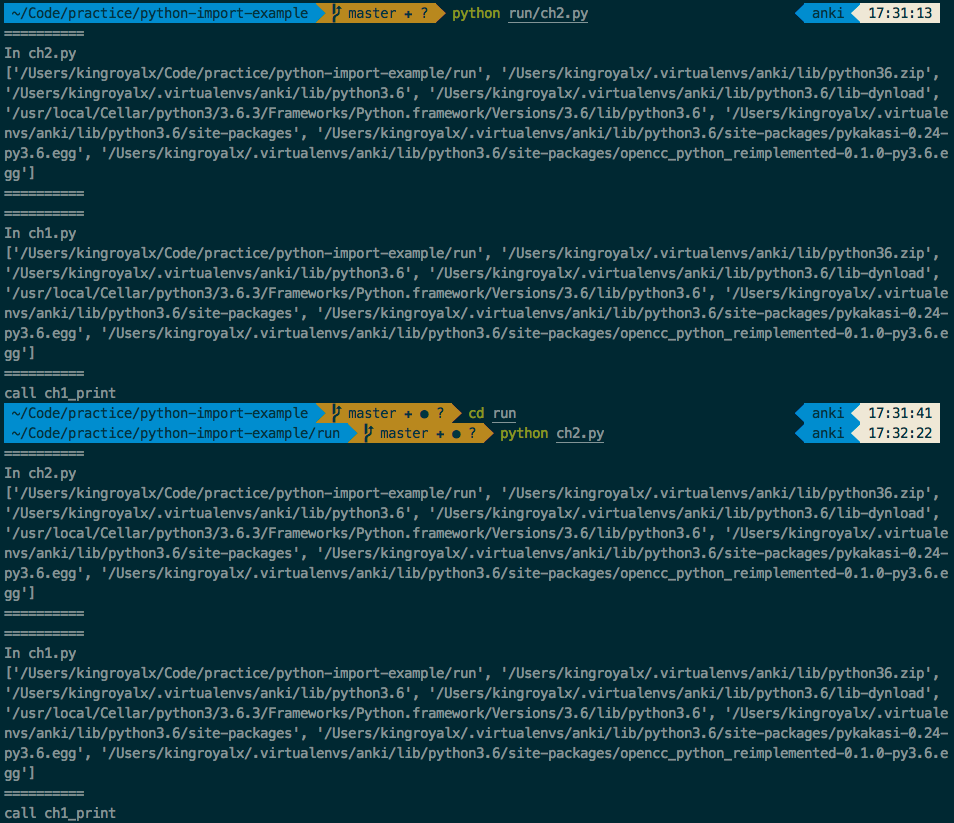 ~/Code/practice/python-import-example master + ? python run/ch2.py anki 17:31:13
==========
In ch2.py
['/Users/kingroyalx/Code/practice/python-import-example/run', '/Users/kingroyalx/.virtualenvs/anki/lib/python36.zip',
'/Users/kingroyalx/.virtualenvs/anki/lib/python3.6', '/Users/kingroyalx/.virtualenvs/anki/lib/python3.6/lib-dynload',
'/usr/local/Cellar/python3/3.6.3/Frameworks/Python.framework/Versions/3.6/lib/python3.6', '/Users/kingroyalx/.virtuale
nvs/anki/lib/python3.6/site-packages', '/Users/kingroyalx/.virtualenvs/anki/lib/python3.6/site-packages/pykakasi-0.24-
py3.6.egg', '/Users/kingroyalx/.virtualenvs/anki/lib/python3.6/site-packages/opencc_python_reimplemented-0.1.0-py3.6.e
gg']
==========
==========
In ch1.py
['/Users/kingroyalx/Code/practice/python-import-example/run', '/Users/kingroyalx/.virtualenvs/anki/lib/python36.zip',
'/Users/kingroyalx/.virtualenvs/anki/lib/python3.6', '/Users/kingroyalx/.virtualenvs/anki/lib/python3.6/lib-dynload',
'/usr/local/Cellar/python3/3.6.3/Frameworks/Python.framework/Versions/3.6/lib/python3.6', '/Users/kingroyalx/.virtuale
nvs/anki/lib/python3.6/site-packages', '/Users/kingroyalx/.virtualenvs/anki/lib/python3.6/site-packages/pykakasi-0.24-
py3.6.egg', '/Users/kingroyalx/.virtualenvs/anki/lib/python3.6/site-packages/opencc_python_reimplemented-0.1.0-py3.6.e
gg']
==========
call ch1_print
~/Code/practice/python-import-example master + ● ? cd run anki 17:31:41
~/Code/practice/python-import-example/run master + ● ? python ch2.py anki 17:32:22
==========
In ch2.py
['/Users/kingroyalx/Code/practice/python-import-example/run', '/Users/kingroyalx/.virtualenvs/anki/lib/python36.zip',
'/Users/kingroyalx/.virtualenvs/anki/lib/python3.6', '/Users/kingroyalx/.virtualenvs/anki/lib/python3.6/lib-dynload',
'/usr/local/Cellar/python3/3.6.3/Frameworks/Python.framework/Versions/3.6/lib/python3.6', '/Users/kingroyalx/.virtuale
nvs/anki/lib/python3.6/site-packages', '/Users/kingroyalx/.virtualenvs/anki/lib/python3.6/site-packages/pykakasi-0.24-
py3.6.egg', '/Users/kingroyalx/.virtualenvs/anki/lib/python3.6/site-packages/opencc_python_reimplemented-0.1.0-py3.6.e
gg']
==========
==========
In ch1.py
['/Users/kingroyalx/Code/practice/python-import-example/run', '/Users/kingroyalx/.virtualenvs/anki/lib/python36.zip',
'/Users/kingroyalx/.virtualenvs/anki/lib/python3.6', '/Users/kingroyalx/.virtualenvs/anki/lib/python3.6/lib-dynload',
'/usr/local/Cellar/python3/3.6.3/Frameworks/Python.framework/Versions/3.6/lib/python3.6', '/Users/kingroyalx/.virtuale
nvs/anki/lib/python3.6/site-packages', '/Users/kingroyalx/.virtualenvs/anki/lib/python3.6/site-packages/pykakasi-0.24-
py3.6.egg', '/Users/kingroyalx/.virtualenvs/anki/lib/python3.6/site-packages/opencc_python_reimplemented-0.1.0-py3.6.e
gg']
==========
call ch1_print